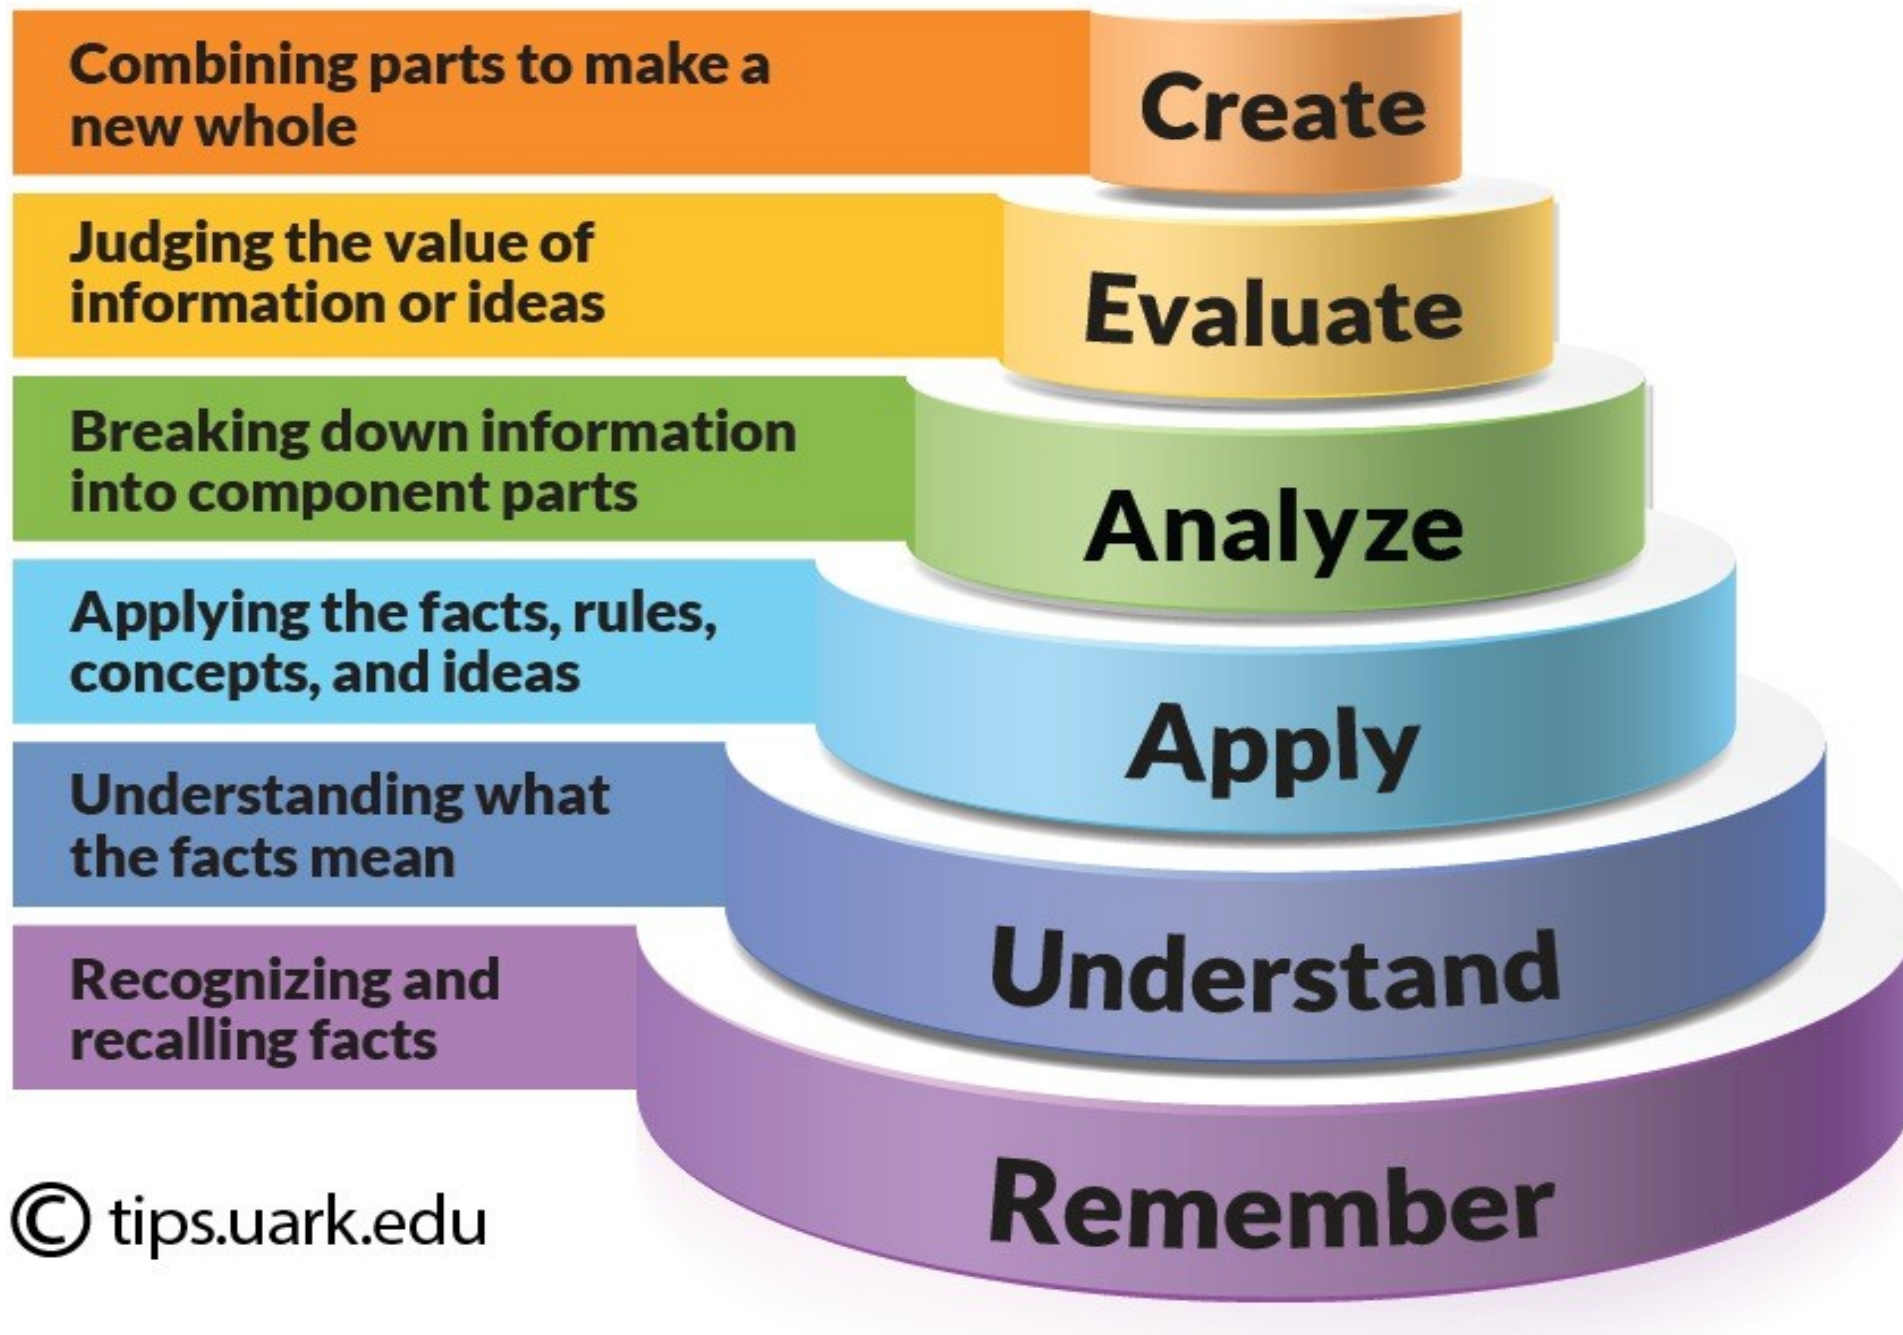 Combining parts to make a
new whole
Create
Judging the value of
information or ideas
Evaluate
Breaking down information
into component parts
Analyze
Applying the facts, rules,
concepts, and ideas
Apply
Understanding what
the facts mean
Understand
Recognizing and
recalling facts
Remember
© tips.uark.edu